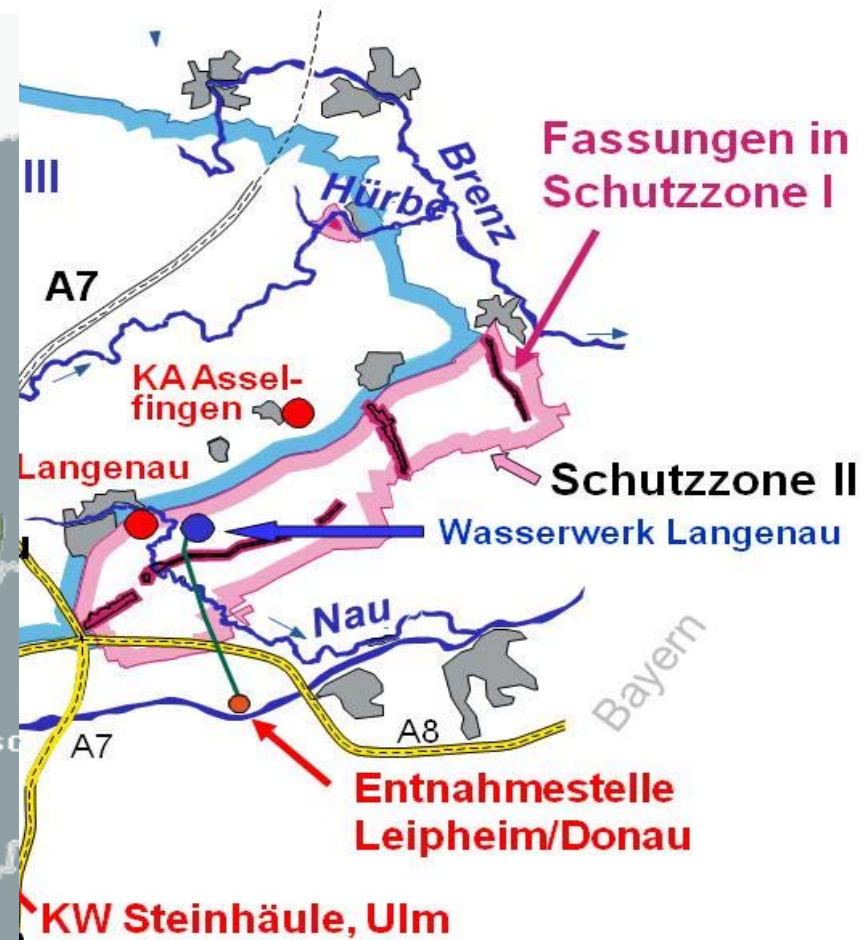 III
Hürbe
Brenz
Fassungen in
Schutzzone I
A7
KA Assel-
fingen
Langenau
Schutzzone II
Wasserwerk Langenau
Nau
Bayern
A7
A8
Entnahmestelle
Leipheim/Donau
KW Steinhäule, Ulm